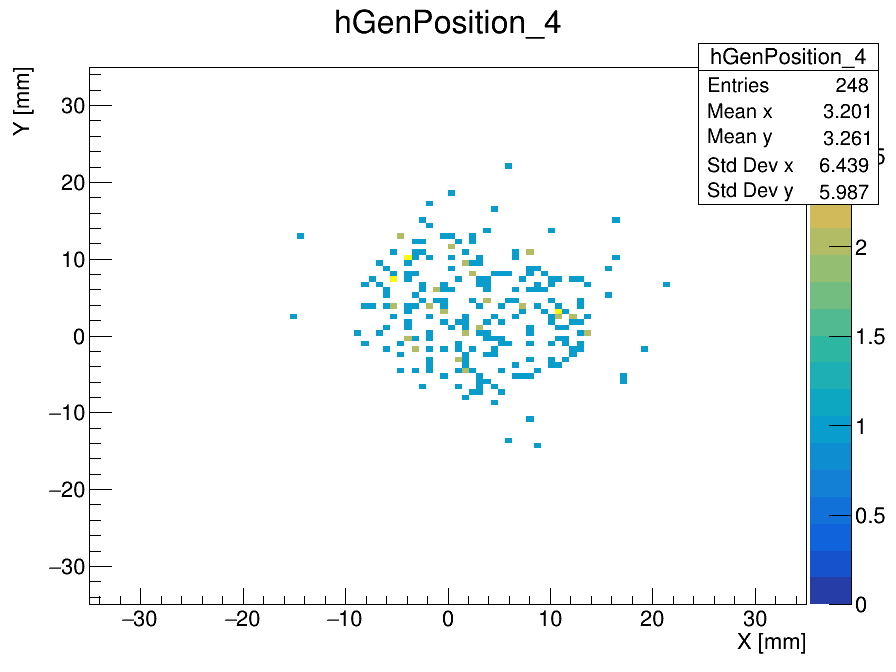 hGenPosition_4
hGenPosition_4
Entries 248
Mean x 3.201
Mean y 3.261
Std Dev x 6.439
Std Dev y 5.987
Y [mm]
30
20
10
0
−10
−20
−30
−30 −20 −10 0 10 20 30
X [mm]
5
2
1.5
1
0.5
0